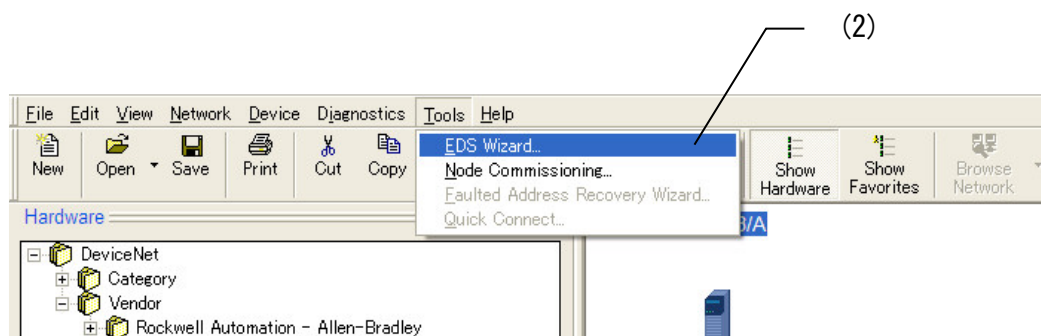 (2)
File Edit View Network Device Diagnostics Tools Help
New Open Save Print Cut Copy
EDS Wizard...
Node Commissioning...
Faulted Address Recovery Wizard...
Quick Connect...
Show Hardware
Show Favorites
Browse Network
Hardware
/A
DeviceNet
Category
Vendor
Rockwell Automation - Allen-Bradley